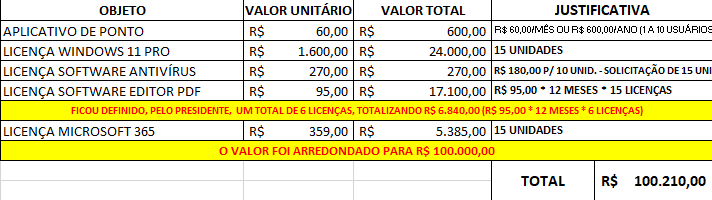 OBJETO VALOR UNITÁRIO VALOR TOTAL JUSTIFICATIVA
APLICATIVO DE PONTO R$ 60,00 R$ 600,00 R$ 60,00/MÊS OU R$ 600,00/ANO (1 A 10 USUÁRIOS
LICENÇA WINDOWS 11 PRO R$ 1.600,00 R$ 24.000,00 15 UNIDADES
LICENÇA SOFTWARE ANTIVÍRUS R$ 270,00 R$ 270,00 R$ 180,00 P/ 10 UNID. - SOLICITAÇÃO DE 15 UNI
LICENÇA SOFTWARE EDITOR PDF R$ 95,00 R$ 17.100,00 R$ 95,00 * 12 MESES * 15 LICENÇAS
FICOU DEFINIDO, PELO PRESIDENTE, UM TOTAL DE 6 LICENÇAS, TOTALIZANDO R$ 6.840,00 (R$ 95,00 * 12 MESES * 6 LICENÇAS)
LICENÇA MICROSOFT 365 R$ 359,00 R$ 5.385,00 15 UNIDADES
O VALOR FOI ARREDONDADO PARA R$ 100.000,00
TOTAL R$ 100.210,00